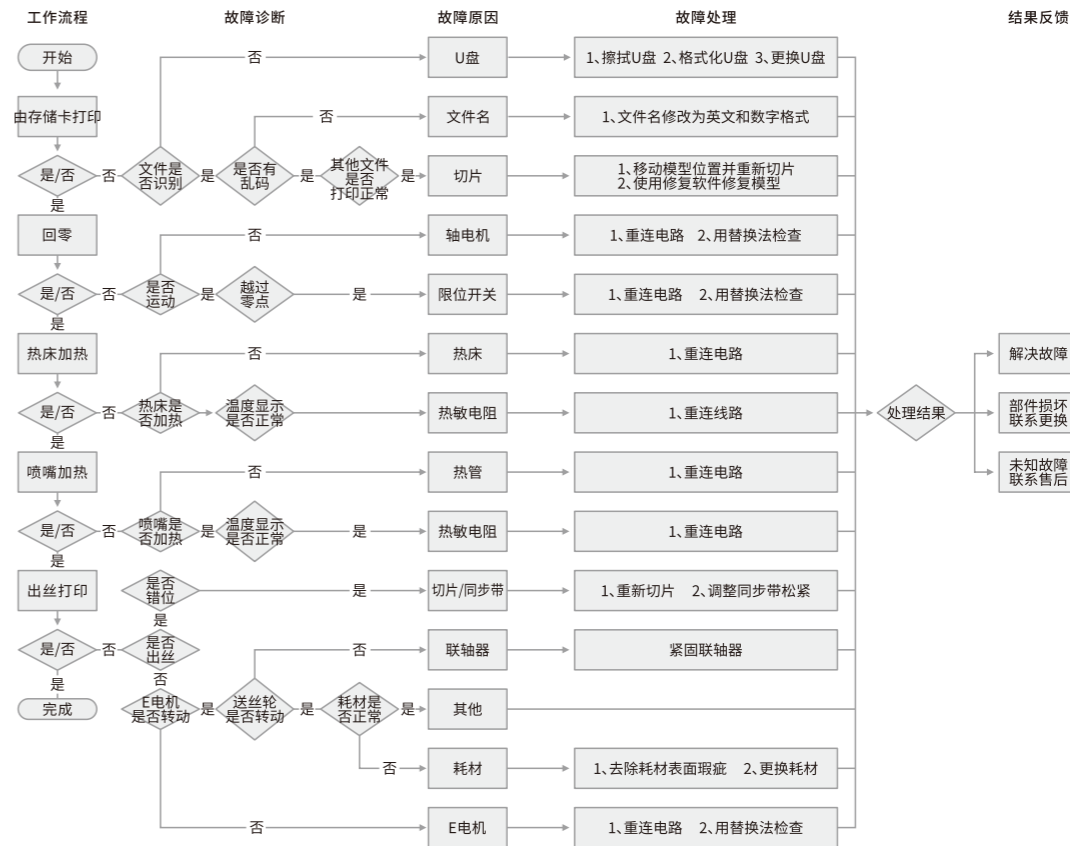 工作流程
故障诊断
故障原因
故障处理
结果反馈
开始
否
U盘
1、擦拭U盘 2、格式化U盘 3、更换U盘
由存储卡打印
否
文件名
1、文件名修改为英文和数字格式
是/否
否
文件是
否识别
是
是否有
乱码
是
其他文件
是否
打印正常
是
切片
1、移动模型位置并重新切片
2、使用修复软件修复模型
是
回零
否
轴电机
1、重连电路 2、用替换法检查
是/否
否
是否
运动
是
越过
零点
是
限位开关
1、重连电路 2、用替换法检查
是
热床加热
否
热床
1、重连电路
解决故障
是/否
否
热床是
否加热
温度显示
是否正常
热敏电阻
1、重连线路
处理结果
部件损坏
联系更换
是
喷嘴加热
否
热管
1、重连电路
未知故障
联系售后
是/否
否
喷嘴是
否加热
是
温度显示
是否正常
是
热敏电阻
1、重连电路
是
出丝打印
是否
错位
是
切片/同步带
1、重新切片 2、调整同步带松紧
是
是/否
否
是否
出丝
否
联轴器
紧固联轴器
是
否
完成
E电机
是否转动
是
送丝轮
是否转动
是
耗材是
否正常
是
其他
否
耗材
1、去除耗材表面瑕疵 2、更换耗材
否
E电机
1、重连电路 2、用替换法检查